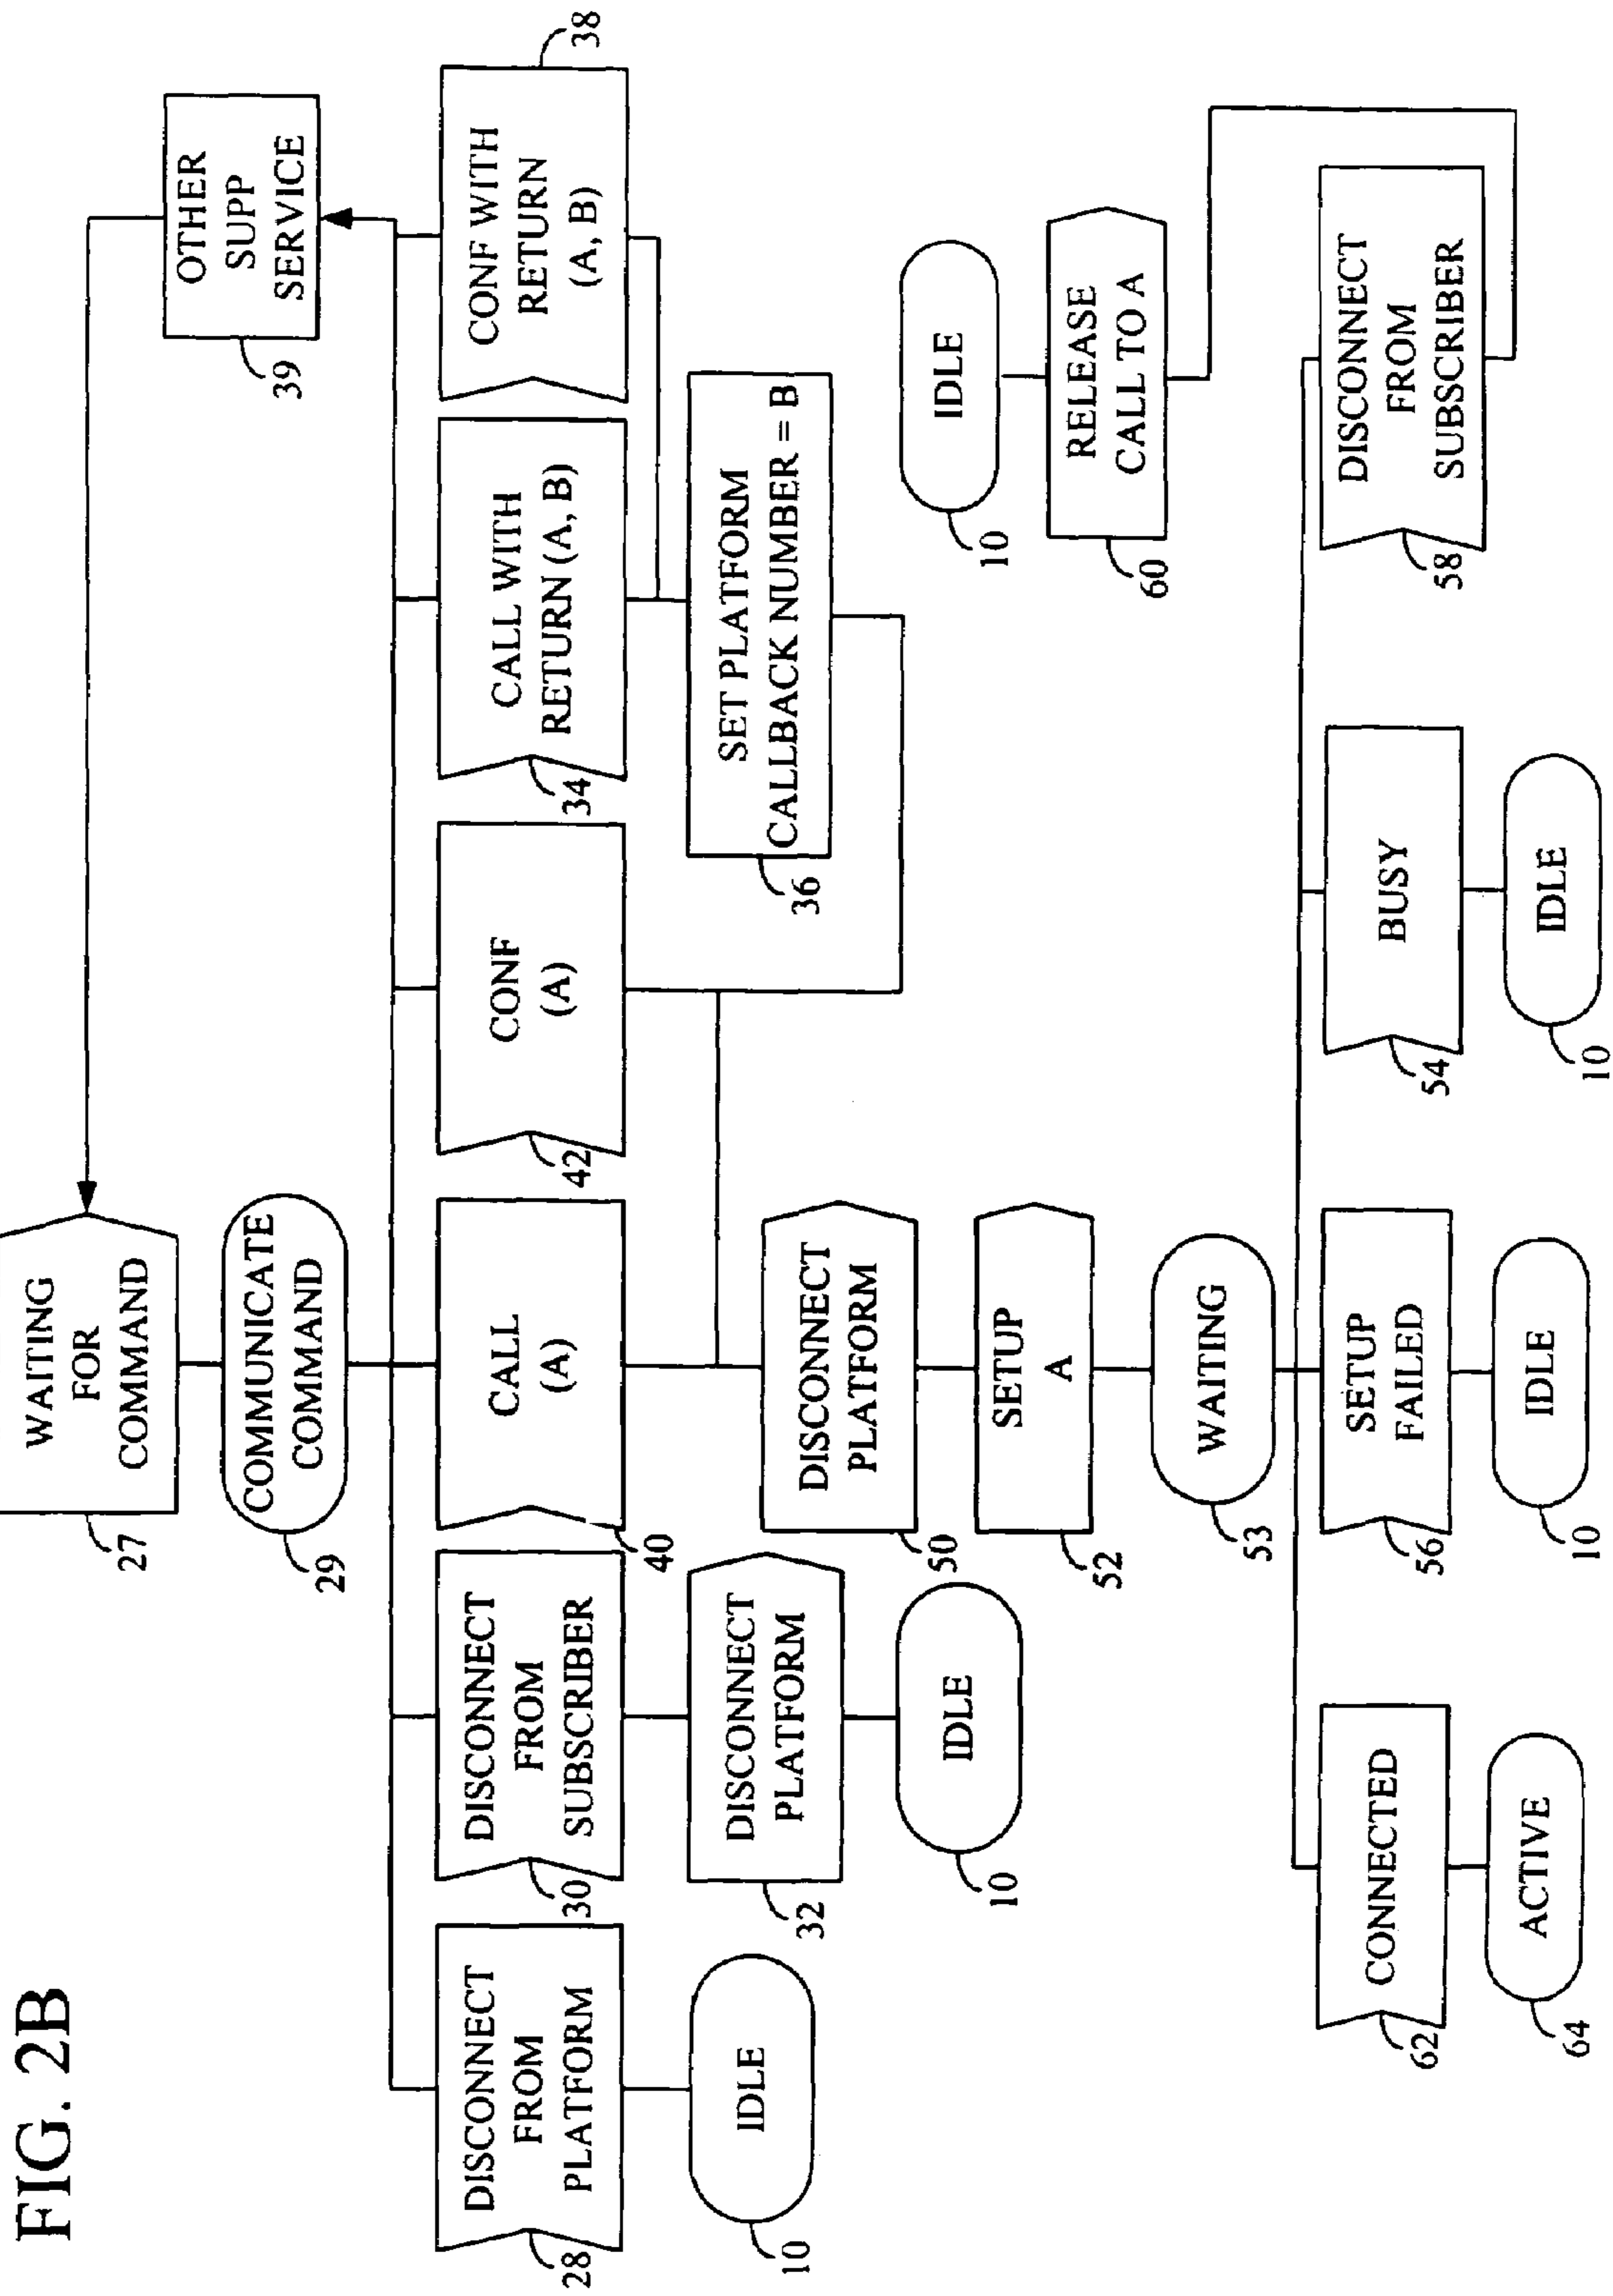 FIG. 2B
WAITING
FOR
COMMAND
27
COMMUNICATE
COMMAND
29
OTHER
SUPP
SERVICE
39
DISCONNECT
FROM
PLATFORM
28
IDLE
10
DISCONNECT
FROM
SUBSCRIBER
30
DISCONNECT
PLATFORM
32
IDLE
10
CALL
(A)
40
CONF
(A)
42
CALL WITH
RETURN (A, B)
34
CONF WITH
RETURN
(A, B)
38
SET PLATFORM
CALLBACK NUMBER = B
36
DISCONNECT
PLATFORM
50
SETUP
A
52
WAITING
53
IDLE
10
RELEASE
CALL TO A
60
CONNECTED
62
ACTIVE
64
SETUP
FAILED
56
IDLE
10
BUSY
54
IDLE
10
DISCONNECT
FROM
SUBSCRIBER
58